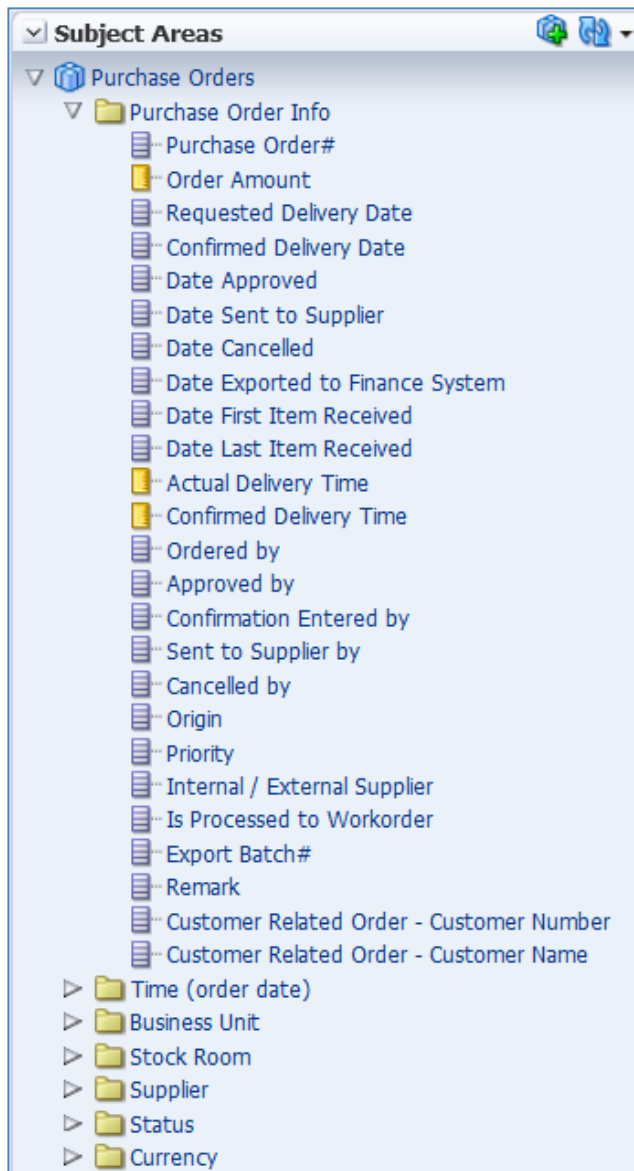 Subject Areas
Purchase Orders
Purchase Order Info
Purchase Order#
Order Amount
Requested Delivery Date
Confirmed Delivery Date
Date Approved
Date Sent to Supplier
Date Cancelled
Date Exported to Finance System
Date First Item Received
Date Last Item Received
Actual Delivery Time
Confirmed Delivery Time
Ordered by
Approved by
Confirmation Entered by
Sent to Supplier by
Cancelled by
Origin
Priority
Internal / External Supplier
Is Processed to Workorder
Export Batch#
Remark
Customer Related Order - Customer Number
Customer Related Order - Customer Name
Time (order date)
Business Unit
Stock Room
Supplier
Status
Currency